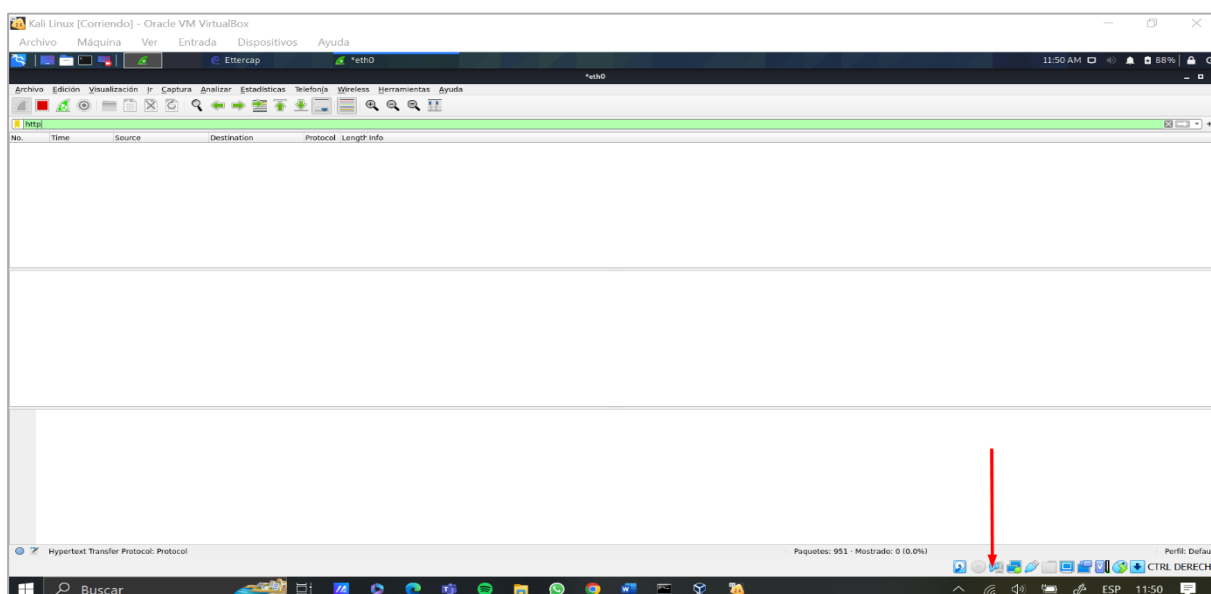 Kali Linux [Corriendo] - Oracle VM VirtualBox
Archivo Máquina Ver Entrada Dispositivos Ayuda
Ettercap *eth0 11:50 AM 88%
*eth0
Archivo Edición Visualización Ir Captura Analizar Estadísticas Telefonía Wireless Herramientas Ayuda
http
No. Time Source Destination Protocol Length Info
Hypertext Transfer Protocol: Protocol Paquetes: 951 · Mostrado: 0 (0.0%) Perfil: Defau
CTRL DERECH
Buscar ESP 11:50